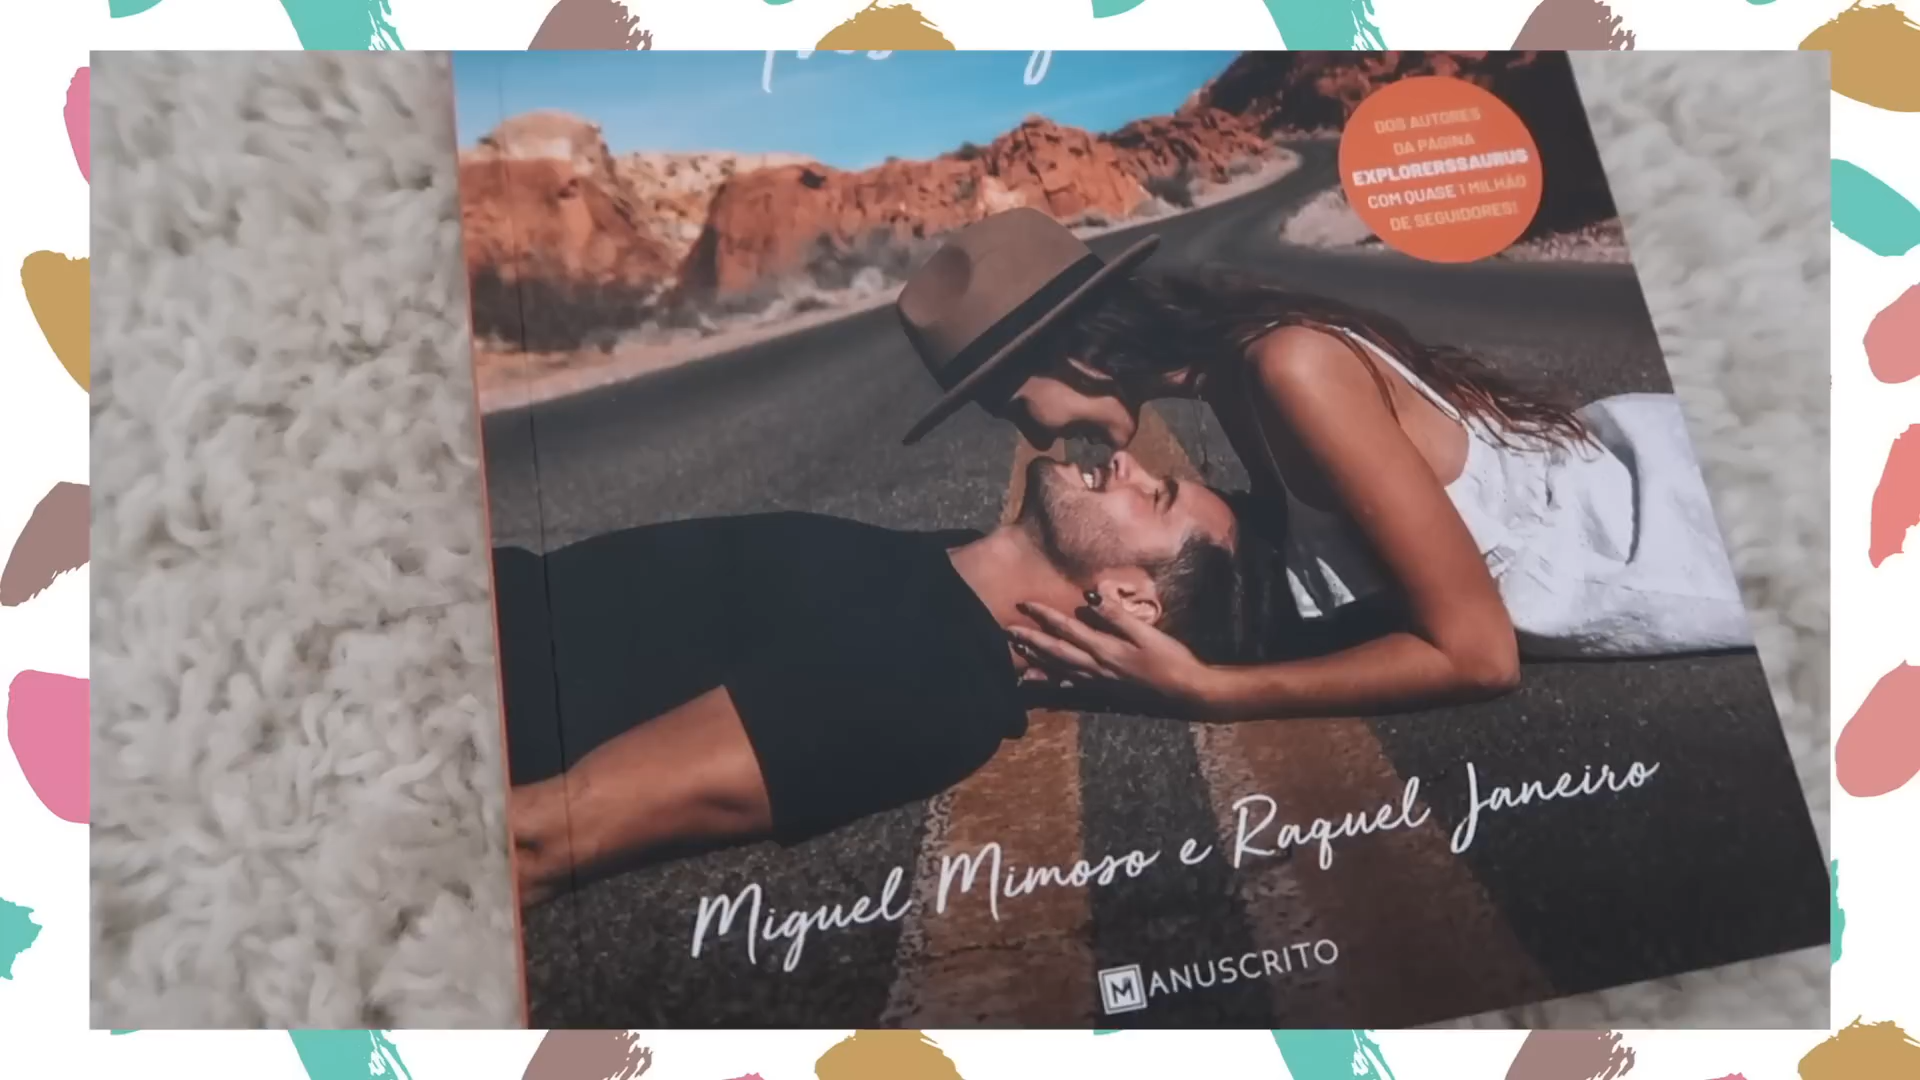 DOS AUTORES
DA PÁGINA
EXPLORERSSAURUS
COM QUASE 1 MILHÃO
DE SEGUIDORES!
Miguel Mimoso e Raquel Janeiro
MANUSCRITO